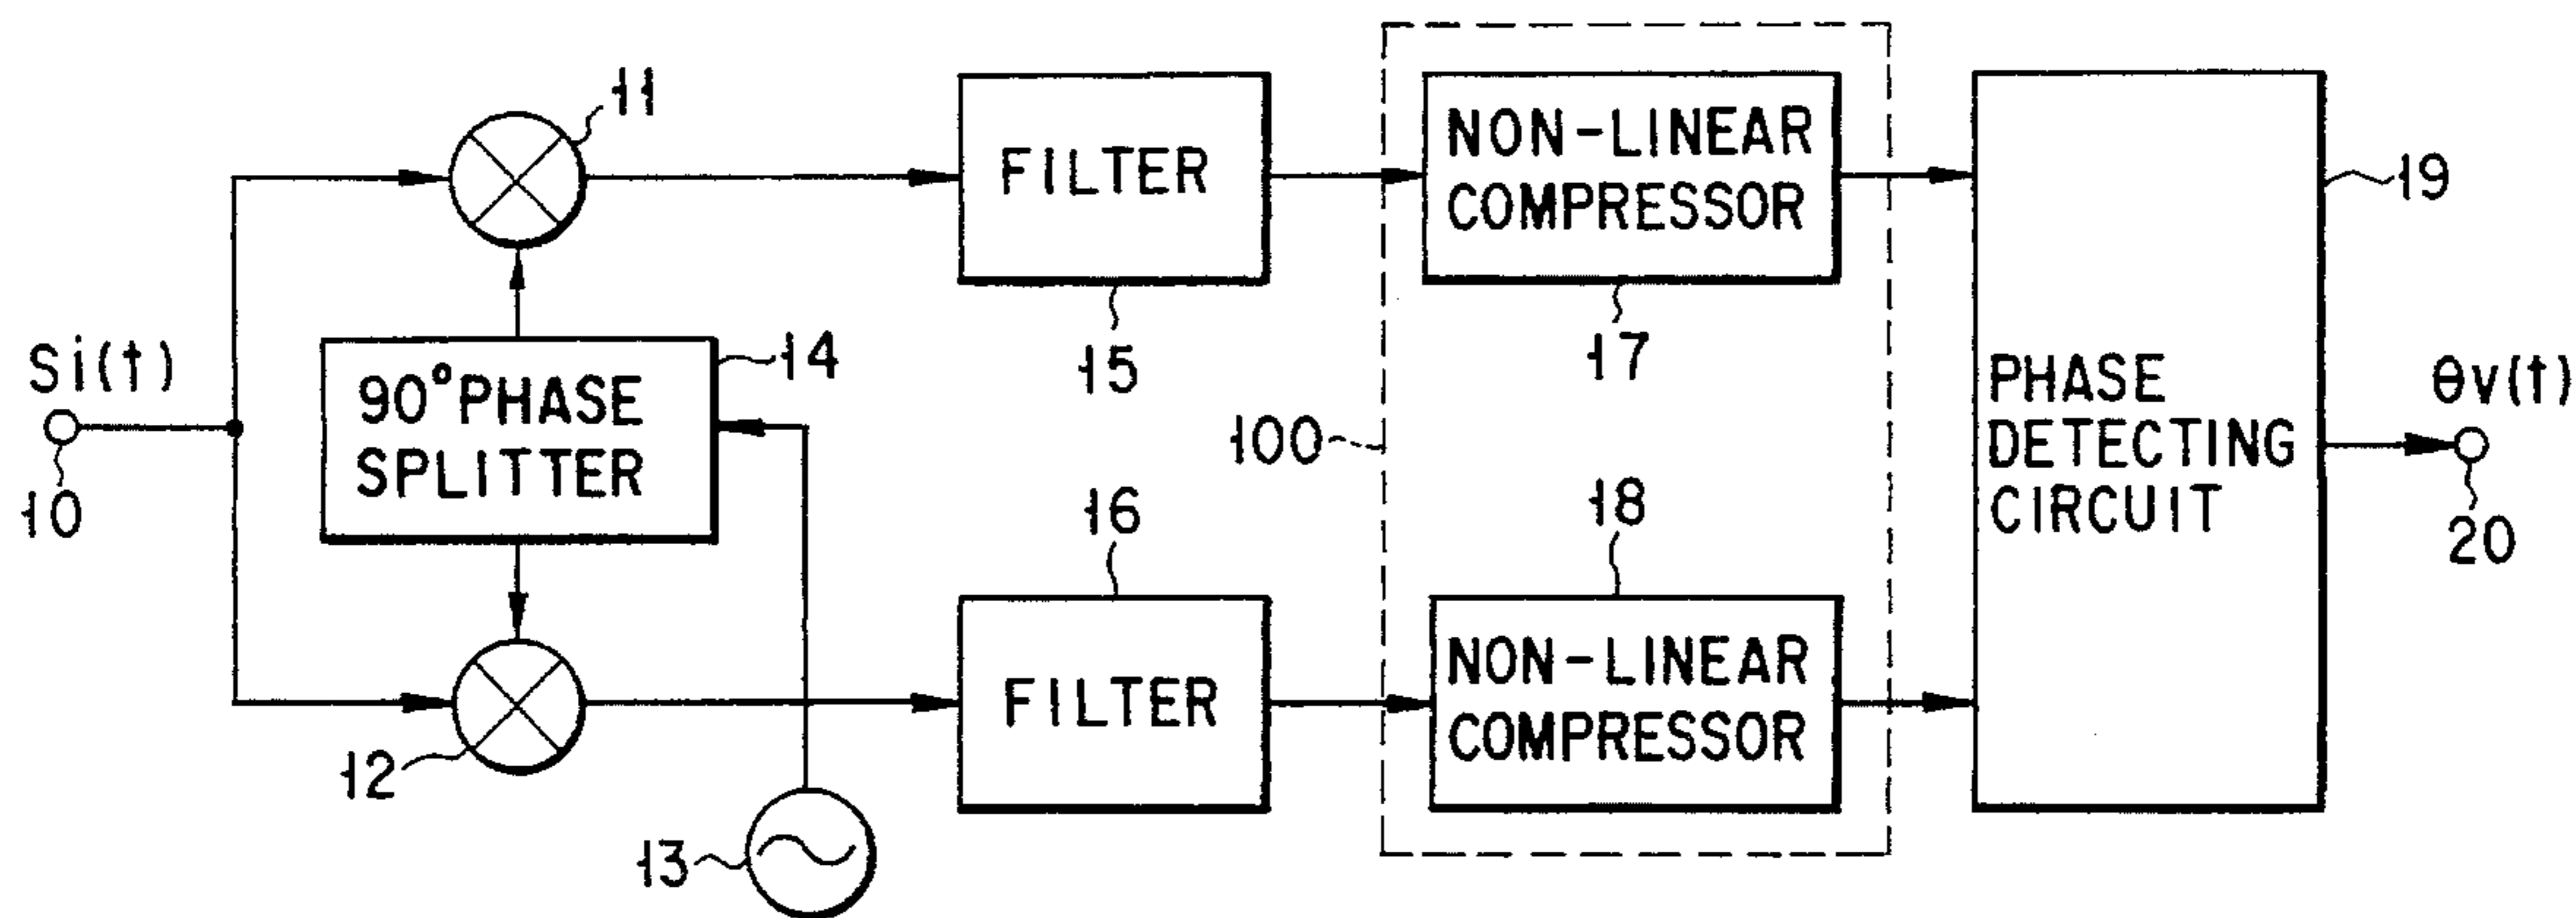 11
FILTER
NON-LINEAR
COMPRESSOR
19
Si(t)
14
15
17
90°PHASE
SPLITTER
PHASE
DETECTING
CIRCUIT
θv(t)
10
100
20
16
18
FILTER
NON-LINEAR
COMPRESSOR
12
13